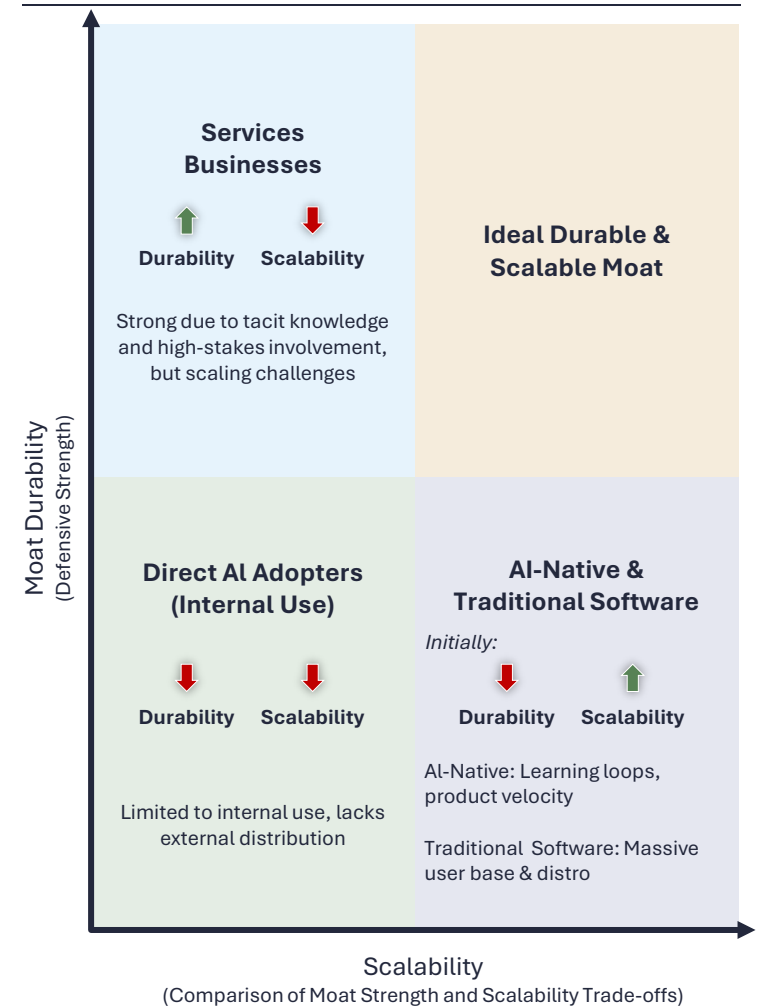 Services
Businesses
Durability Scalability
Strong due to tacit knowledge
and high-stakes involvement,
but scaling challenges
Ideal Durable &
Scalable Moat
Moat Durability
(Defensive Strength)
Direct AI Adopters
(Internal Use)
Durability Scalability
Limited to internal use, lacks
external distribution
AI-Native &
Traditional Software
Initially:
Durability Scalability
AI-Native: Learning loops,
product velocity
Traditional Software: Massive
user base & distro
Scalability
(Comparison of Moat Strength and Scalability Trade-offs)